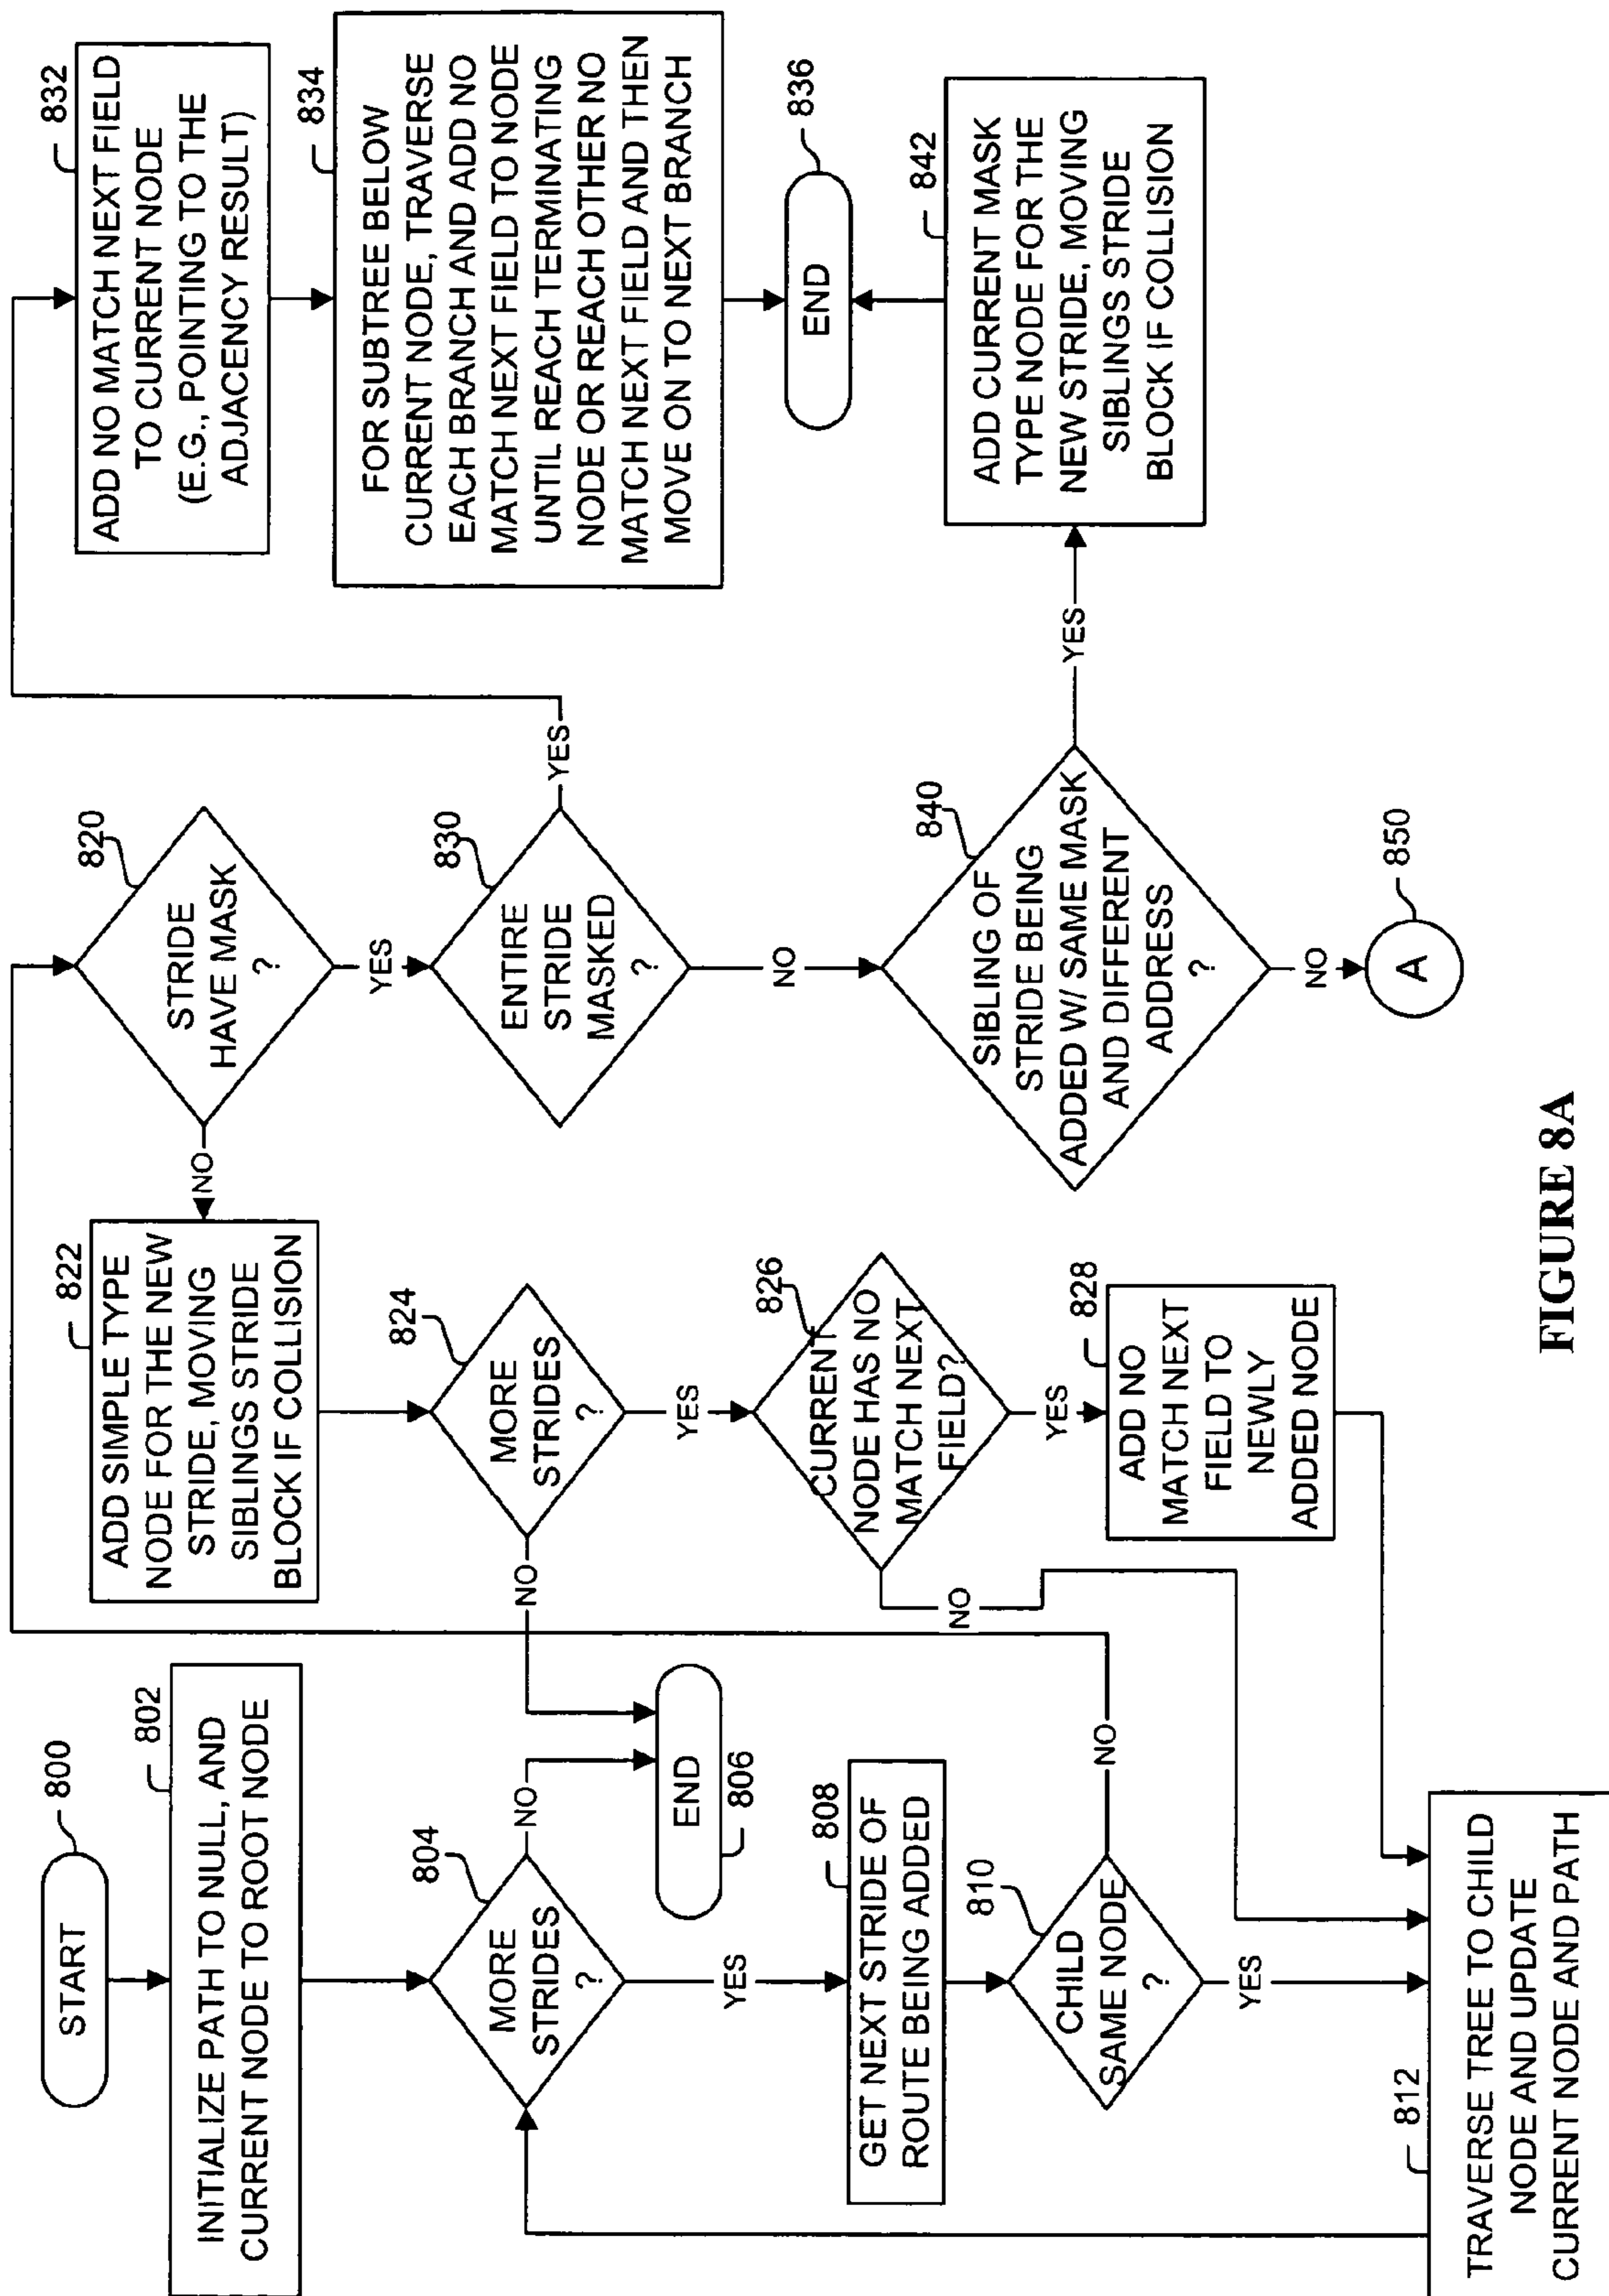 START
800
802
INITIALIZE PATH TO NULL, AND
CURRENT NODE TO ROOT NODE
804
MORE
STRIDES
?
NO
YES
END
806
808
GET NEXT STRIDE OF
ROUTE BEING ADDED
810
CHILD
SAME NODE
?
NO
YES
812
TRAVERSE TREE TO CHILD
NODE AND UPDATE
CURRENT NODE AND PATH
820
STRIDE
HAVE MASK
?
NO
YES
822
ADD SIMPLE TYPE
NODE FOR THE NEW
STRIDE, MOVING
SIBLINGS STRIDE
BLOCK IF COLLISION
824
MORE
STRIDES
?
NO
YES
826
CURRENT
NODE HAS NO
MATCH NEXT
FIELD?
NO
YES
828
ADD NO
MATCH NEXT
FIELD TO
NEWLY
ADDED NODE
830
ENTIRE
STRIDE
MASKED
?
YES
NO
832
ADD NO MATCH NEXT FIELD
TO CURRENT NODE
(E.G., POINTING TO THE
ADJACENCY RESULT)
834
FOR SUBTREE BELOW
CURRENT NODE, TRAVERSE
EACH BRANCH AND ADD NO
MATCH NEXT FIELD TO NODE
UNTIL REACH TERMINATING
NODE OR REACH OTHER NO
MATCH NEXT FIELD AND THEN
MOVE ON TO NEXT BRANCH
END
836
840
SIBLING OF
STRIDE BEING
ADDED W/ SAME MASK
AND DIFFERENT
ADDRESS
?
YES
NO
842
ADD CURRENT MASK
TYPE NODE FOR THE
NEW STRIDE, MOVING
SIBLINGS STRIDE
BLOCK IF COLLISION
A
850
FIGURE 8A